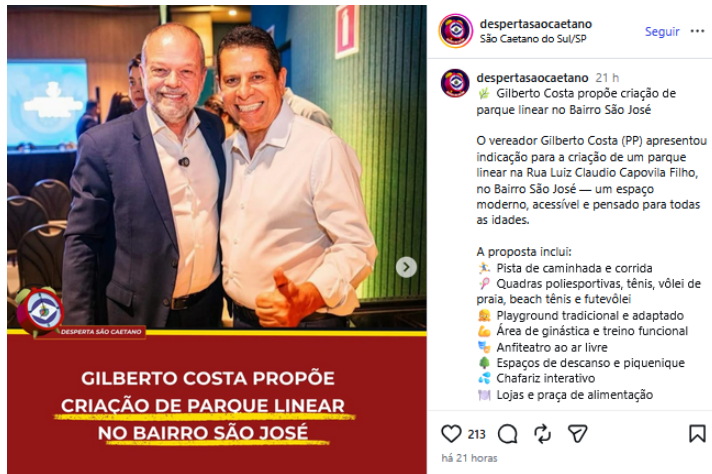 DESPERTA SÃO CAETANO
GILBERTO COSTA PROPÕE
CRIAÇÃO DE PARQUE LINEAR
NO BAIRRO SÃO JOSÉ
despertasaocaetano
São Caetano do Sul/SP
Seguir
despertasaocaetano 21 h
🌿 Gilberto Costa propõe criação de
parque linear no Bairro São José
O vereador Gilberto Costa (PP) apresentou
indicação para a criação de um parque
linear na Rua Luiz Claudio Capovila Filho,
no Bairro São José — um espaço
moderno, acessível e pensado para todas
as idades.
A proposta inclui:
🏃 Pista de caminhada e corrida
🎾 Quadras poliesportivas, tênis, vôlei de
praia, beach tênis e futevôlei
👧 Playground tradicional e adaptado
💪 Área de ginástica e treino funcional
🎭 Anfiteatro ao ar livre
🌳 Espaços de descanso e piquenique
💦 Chafariz interativo
🍽️ Lojas e praça de alimentação
213
há 21 horas